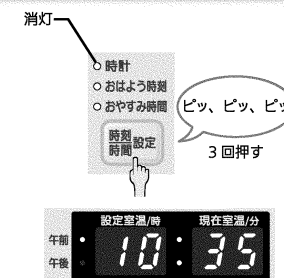 消灯
時計
おはよう時刻
おやすみ時間
ピッ、ピッ、ピッ
時刻
時間
設定
3回押す
設定室温/時 現在室温/分
午前
午後
10:35